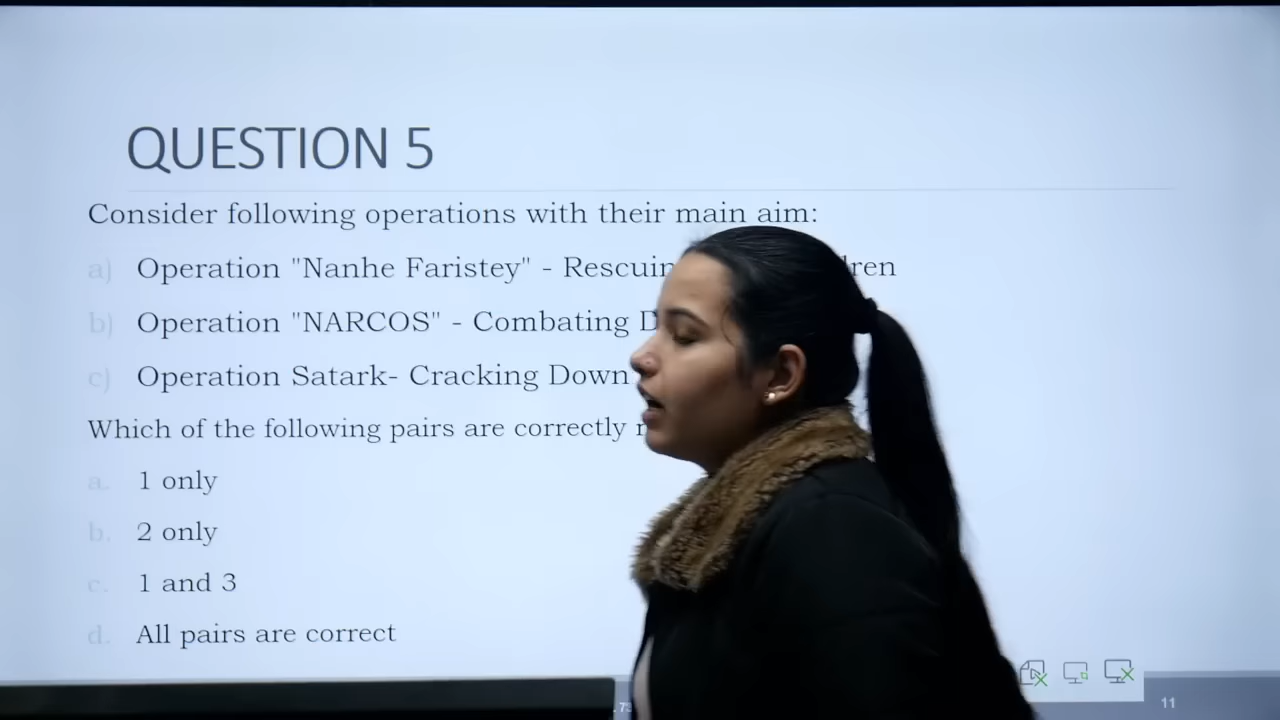 QUESTION 5
Consider following operations with their main aim:
a) Operation "Nanhe Faristey" - Rescuin
b) Operation "NARCOS" - Combating
c) Operation Satark- Cracking Down
Which of the following pairs are correctly
a. 1 only
b. 2 only
c. 1 and 3
d. All pairs are correct
11